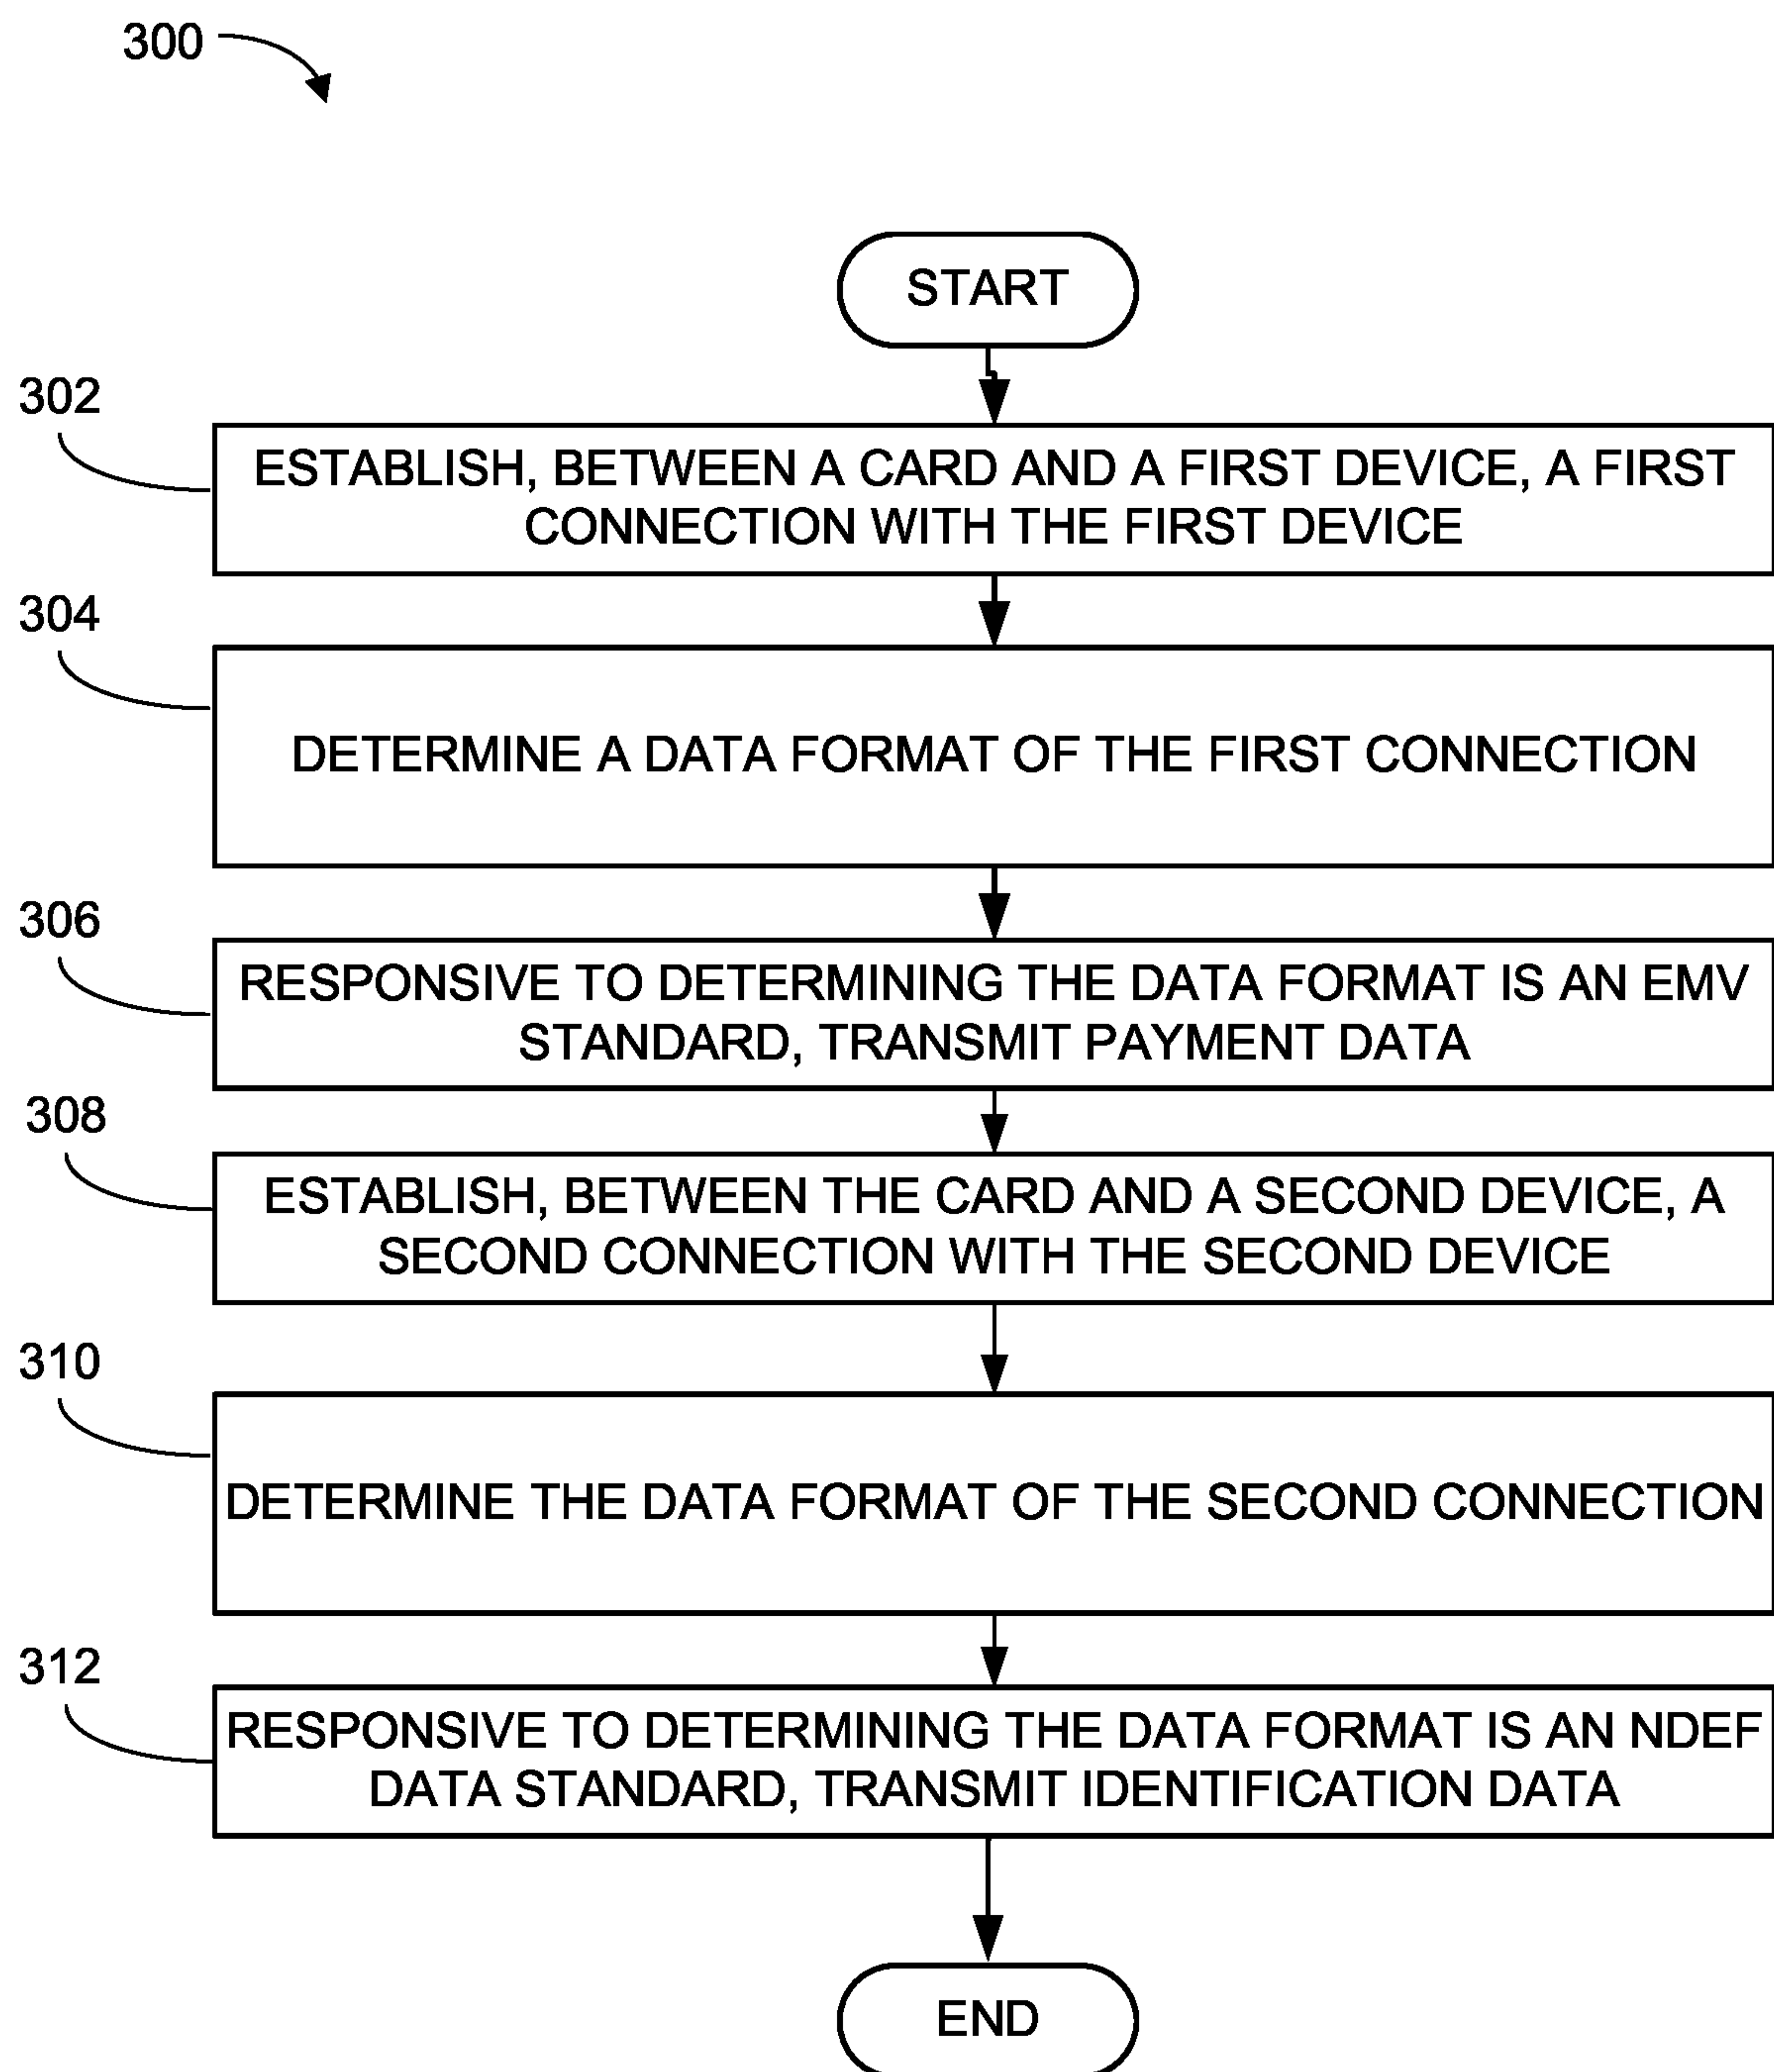 300
START
302
ESTABLISH, BETWEEN A CARD AND A FIRST DEVICE, A FIRST
CONNECTION WITH THE FIRST DEVICE
304
DETERMINE A DATA FORMAT OF THE FIRST CONNECTION
306
RESPONSIVE TO DETERMINING THE DATA FORMAT IS AN EMV
STANDARD, TRANSMIT PAYMENT DATA
308
ESTABLISH, BETWEEN THE CARD AND A SECOND DEVICE, A
SECOND CONNECTION WITH THE SECOND DEVICE
310
DETERMINE THE DATA FORMAT OF THE SECOND CONNECTION
312
RESPONSIVE TO DETERMINING THE DATA FORMAT IS AN NDEF
DATA STANDARD, TRANSMIT IDENTIFICATION DATA
END